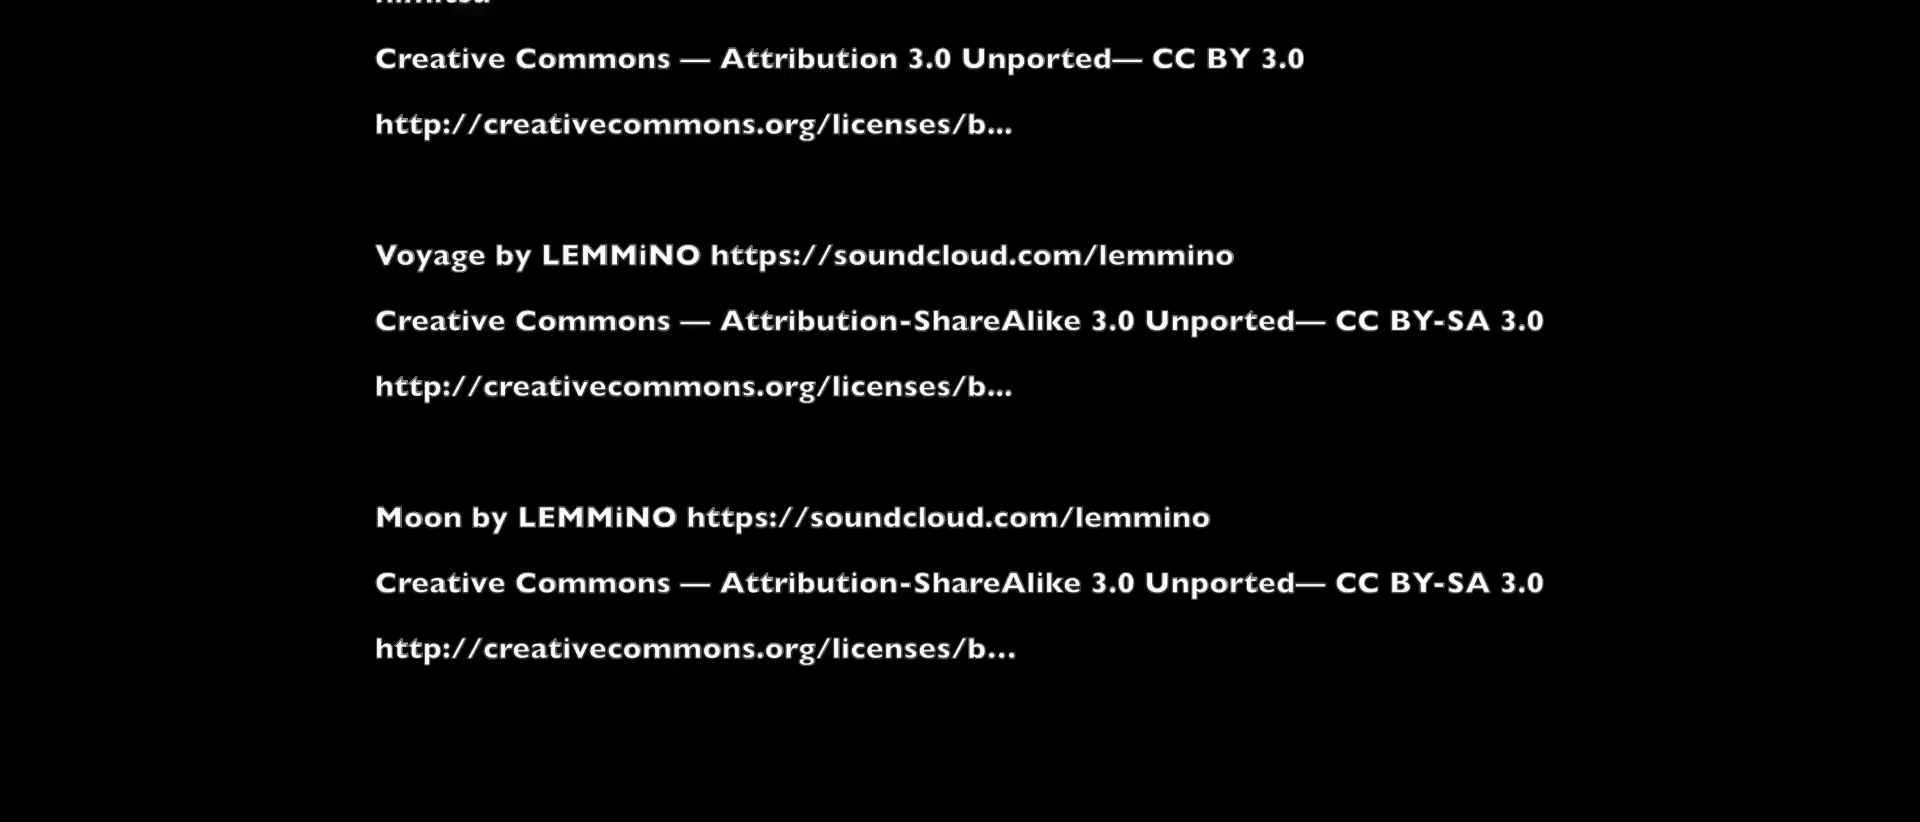 Creative Commons — Attribution 3.0 Unported— CC BY 3.0
http://creativecommons.org/licenses/b...
Voyage by LEMMiNO https://soundcloud.com/lemmino
Creative Commons — Attribution-ShareAlike 3.0 Unported— CC BY-SA 3.0
http://creativecommons.org/licenses/b...
Moon by LEMMiNO https://soundcloud.com/lemmino
Creative Commons — Attribution-ShareAlike 3.0 Unported— CC BY-SA 3.0
http://creativecommons.org/licenses/b...